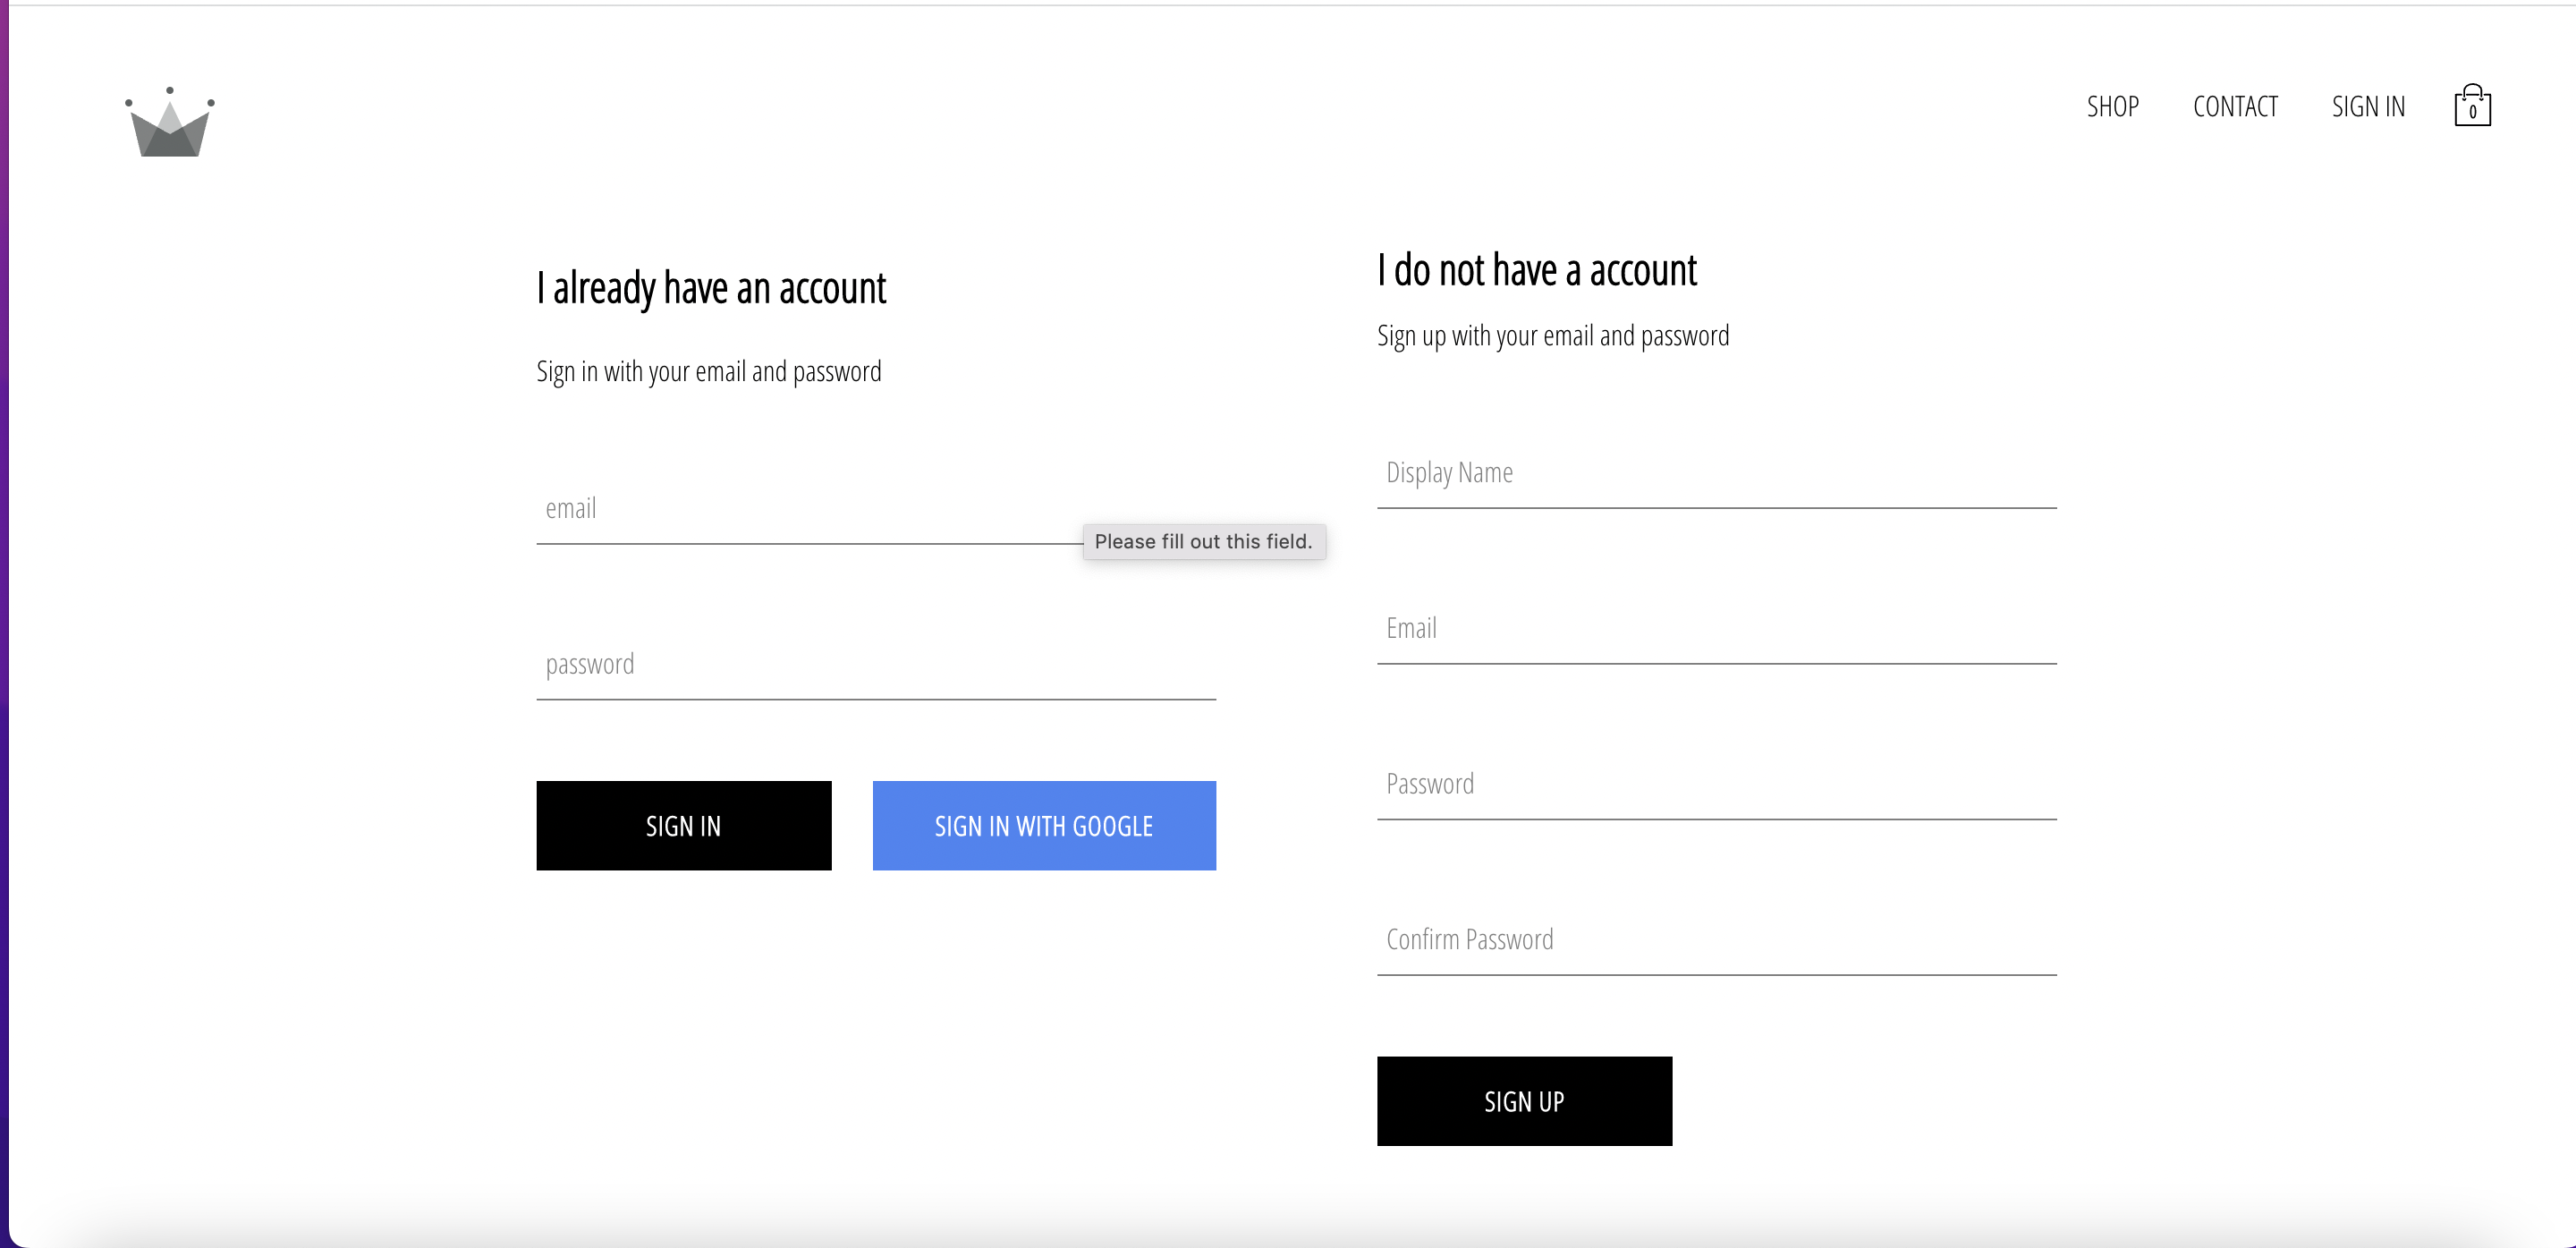 SHOP
CONTACT
SIGN IN
0
I already have an account
Sign in with your email and password
email
Please fill out this field.
password
SIGN IN
SIGN IN WITH GOOGLE
I do not have a account
Sign up with your email and password
Display Name
Email
Password
Confirm Password
SIGN UP